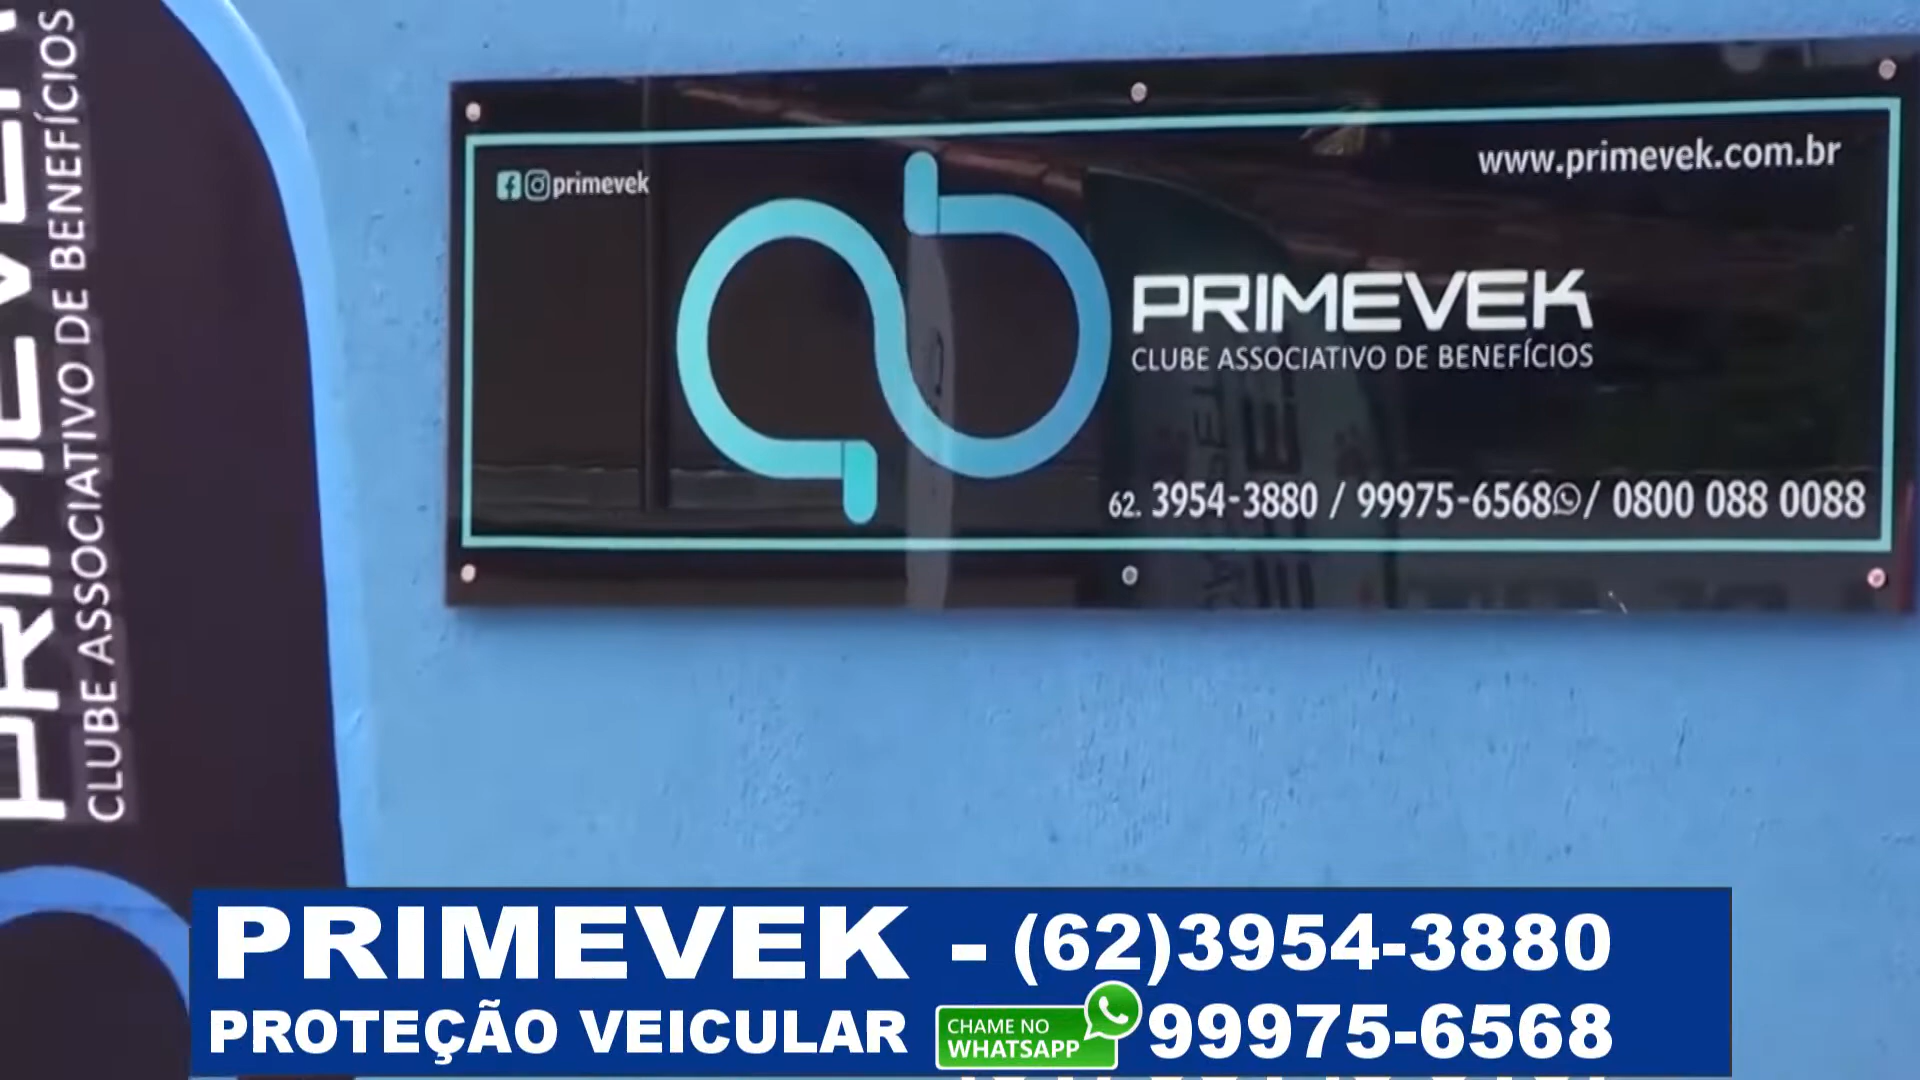 PRIMEVEK
CLUBE ASSOCIATIVO DE BENEFÍCIOS
primevek
www.primevek.com.br
PRIMEVEK
CLUBE ASSOCIATIVO DE BENEFÍCIOS
62. 3954-3880 / 99975-6568 / 0800 088 0088
PRIMEVEK - (62)3954-3880
PROTEÇÃO VEICULAR CHAME NO WHATSAPP 99975-6568